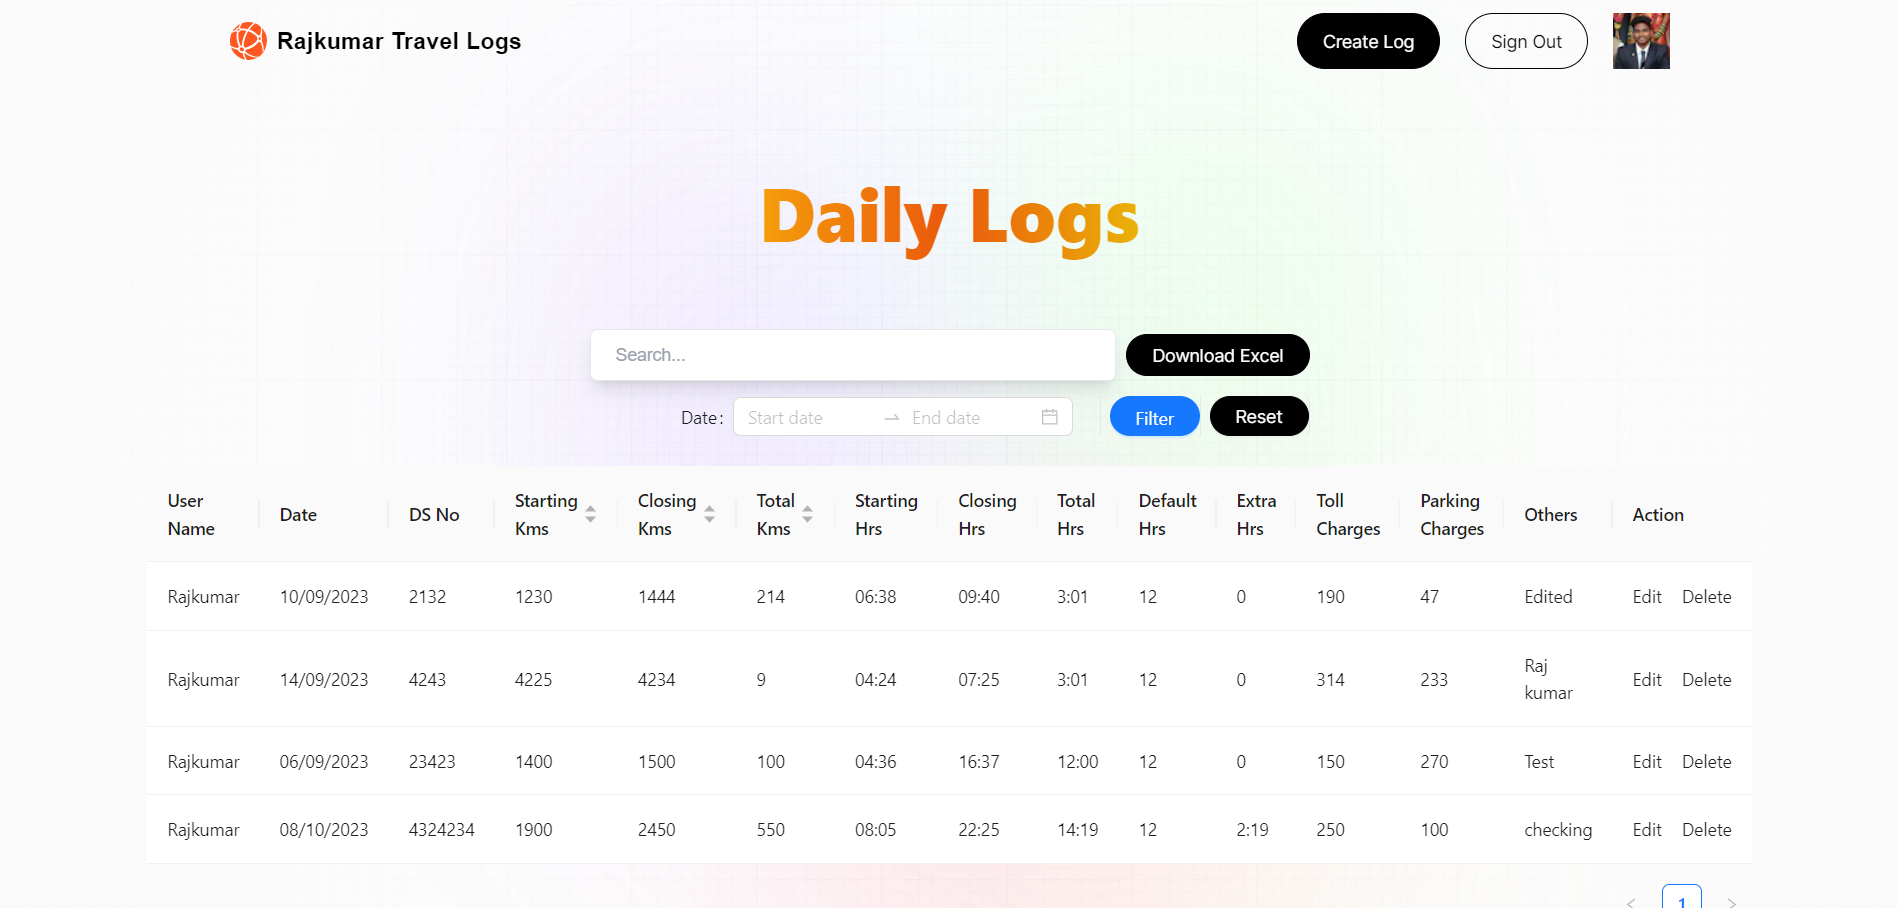 Rajkumar Travel Logs
Create Log
Sign Out
Daily Logs
Search...
Download Excel
Date:
Start date
End date
Filter
Reset
User Name Date DS No Starting Kms Closing Kms Total Kms Starting Hrs Closing Hrs Total Hrs Default Hrs Extra Hrs Toll Charges Parking Charges Others Action
Rajkumar 10/09/2023 2132 1230 1444 214 06:38 09:40 3:01 12 0 190 47 Edited Edit Delete
Rajkumar 14/09/2023 4243 4225 4234 9 04:24 07:25 3:01 12 0 314 233 Raj kumar Edit Delete
Rajkumar 06/09/2023 23423 1400 1500 100 04:36 16:37 12:00 12 0 150 270 Test Edit Delete
Rajkumar 08/10/2023 4324234 1900 2450 550 08:05 22:25 14:19 12 2:19 250 100 checking Edit Delete
1